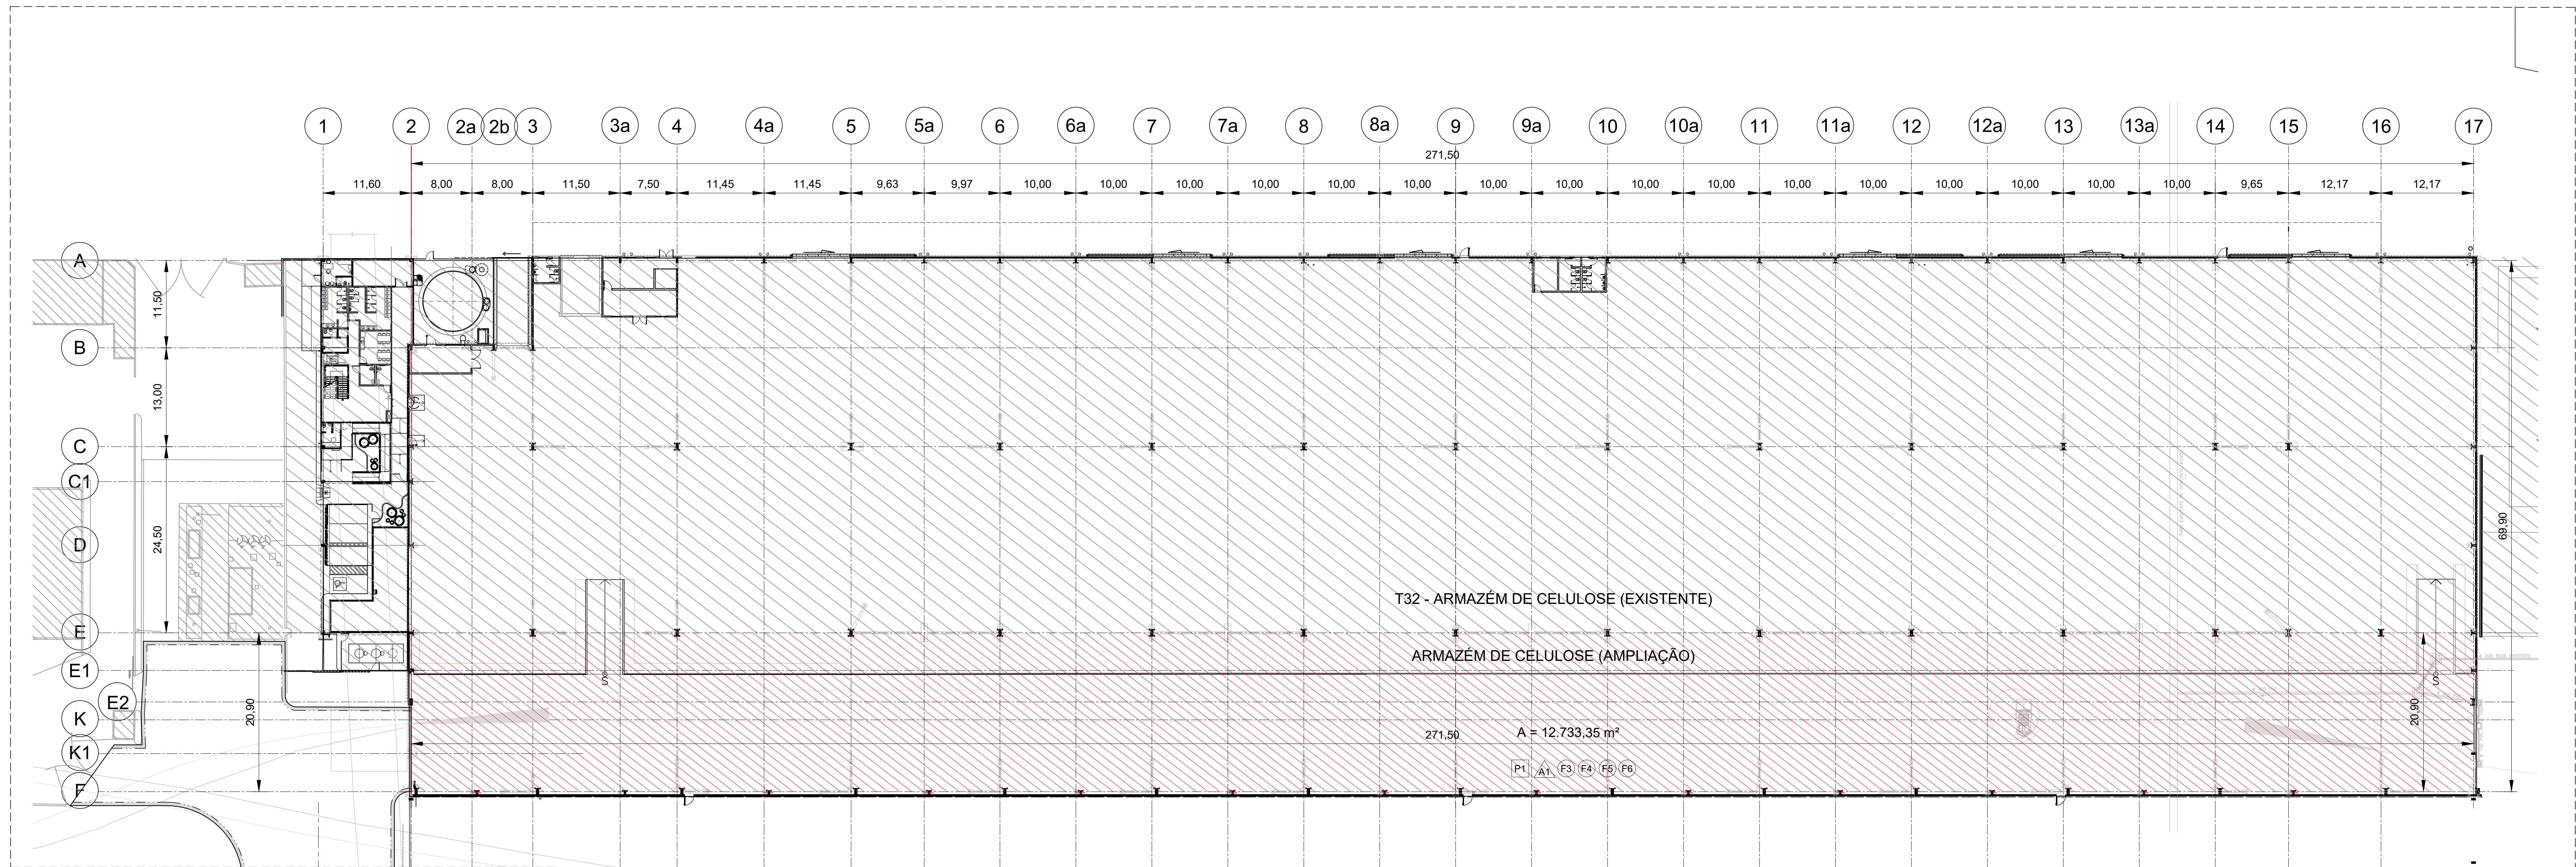 1 2 2a 2b 3 3a 4 4a 5 5a 6 6a 7 7a 8 8a 9 9a 10 10a 11 11a 12 12a 13 13a 14 15 16 17
271,50
11,60 8,00 8,00 11,50 7,50 11,45 11,45 9,63 9,97 10,00 10,00 10,00 10,00 10,00 10,00 10,00 10,00 10,00 10,00 10,00 10,00 10,00 10,00 10,00 10,00 9,65 12,17 12,17
A
11,50
B
13,00
C
C1
24,50
D
69,90
T32 - ARMAZÉM DE CELULOSE (EXISTENTE)
E
ARMAZÉM DE CELULOSE (AMPLIAÇÃO)
E1
S
S
E2
20,90
20,90
K
271,50
A = 12.733,35 m²
K1
P1 A1 F3 F4 F5 F6
F